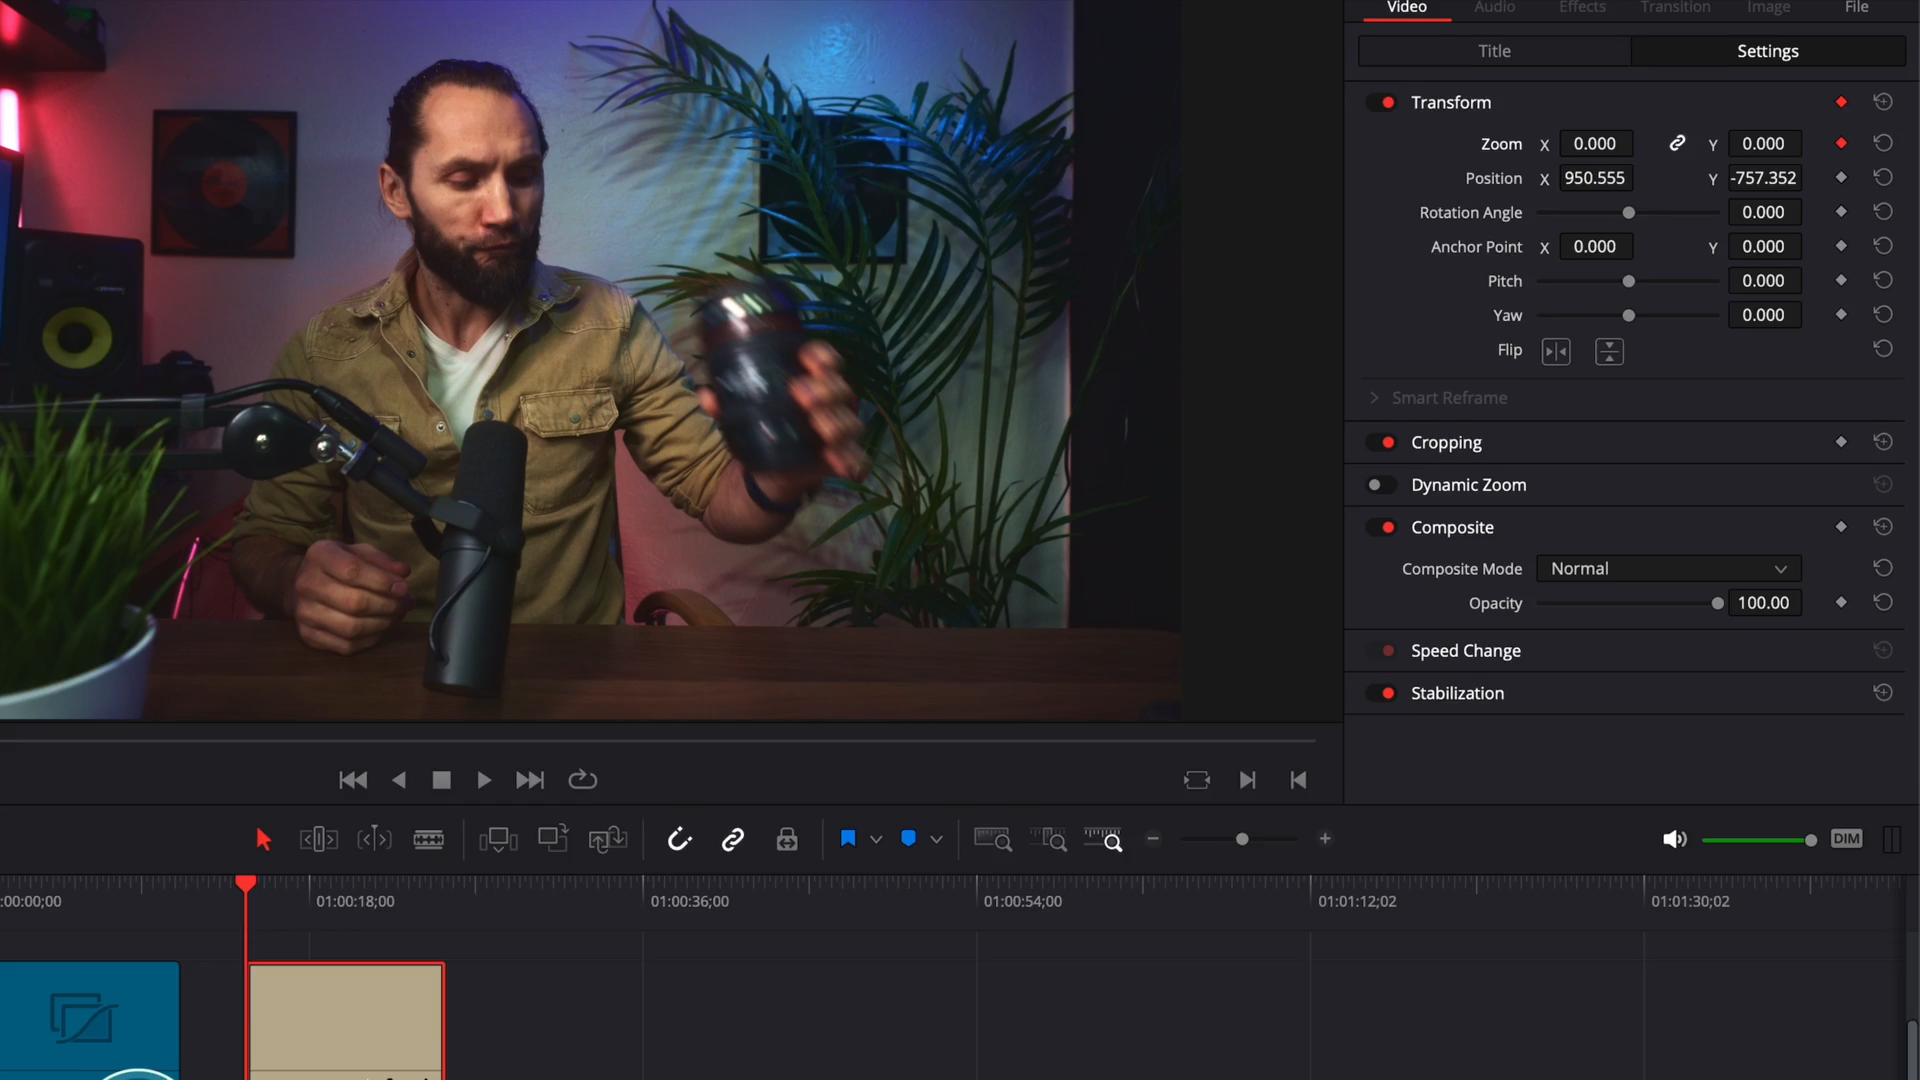 Video Audio Effects Transition Image File
Title Settings
Transform
Zoom X 0.000 Y 0.000
Position X 950.555 Y -757.352
Rotation Angle 0.000
Anchor Point X 0.000 Y 0.000
Pitch 0.000
Yaw 0.000
Flip
Smart Reframe
Cropping
Dynamic Zoom
Composite
Composite Mode Normal
Opacity 100.00
Speed Change
Stabilization
DIM
:00:00;00 01:00:18;00 01:00:36;00 01:00:54;00 01:01:12;02 01:01:30;02